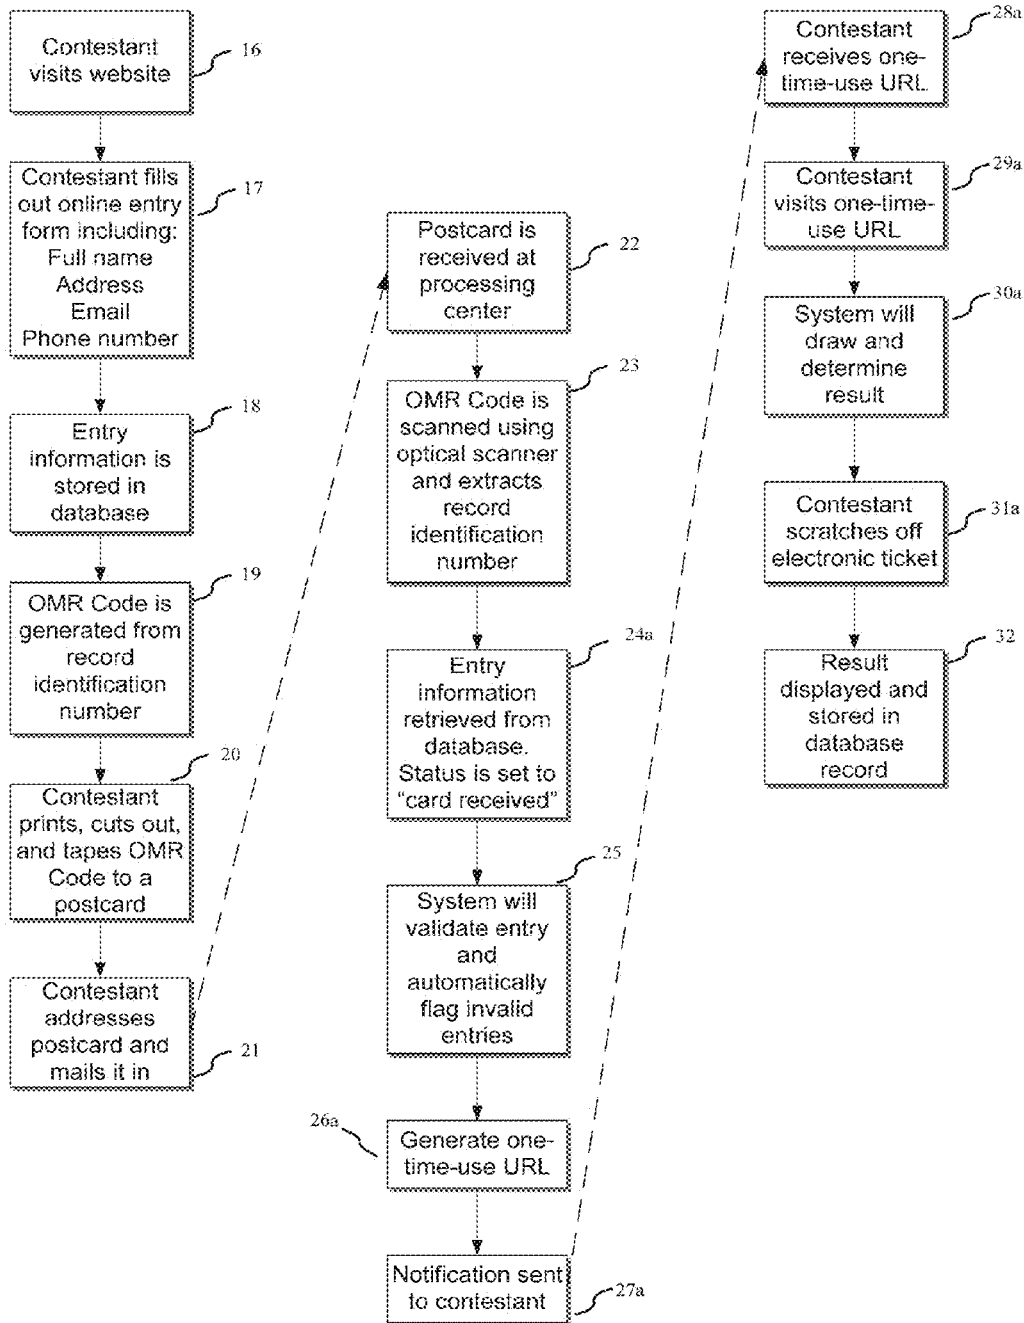 Contestant
visits website
16
Contestant fills
out online entry
form including:
Full name
Address
Email
Phone number
17
Entry
information is
stored in
database
18
OMR Code is
generated from
record
identification
number
19
20
Contestant
prints, cuts out,
and tapes OMR
Code to a
postcard
Contestant
addresses
postcard and
mails it in
21
Postcard is
received at
processing
center
22
OMR Code is
scanned using
optical scanner
and extracts
record
identification
number
23
Entry
information
retrieved from
database.
Status is set to
“card received”
24a
25
System will
validate entry
and
automatically
flag invalid
entries
26a
Generate one-
time-use URL
Notification sent
to contestant
27a
Contestant
receives one-
time-use URL
28a
Contestant
visits one-time-
use URL
29a
System will
draw and
determine
result
30a
Contestant
scratches off
electronic ticket
31a
Result
displayed and
stored in
database
record
32